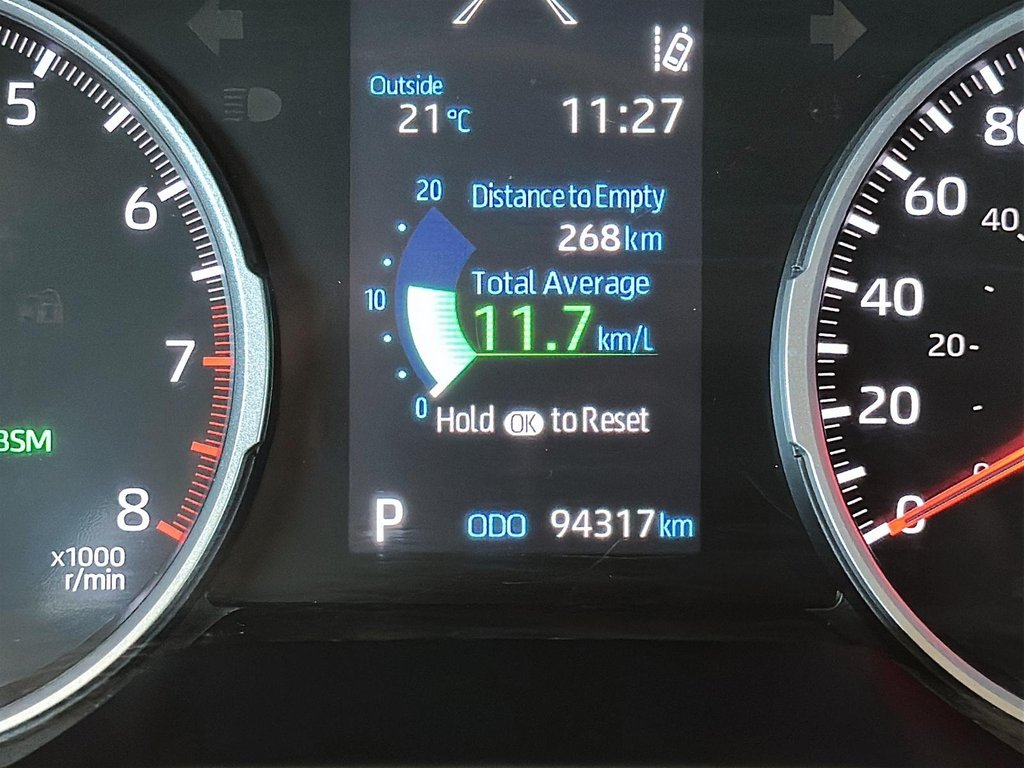 Outside
21°C 11:27
20 Distance to Empty
268 km
Total Average
10 11.7 km/L
0 Hold OK to Reset
P ODO 94317 km
5
6
7
8
x1000
r/min
BSM
80
60
40
20
0
40
20
0